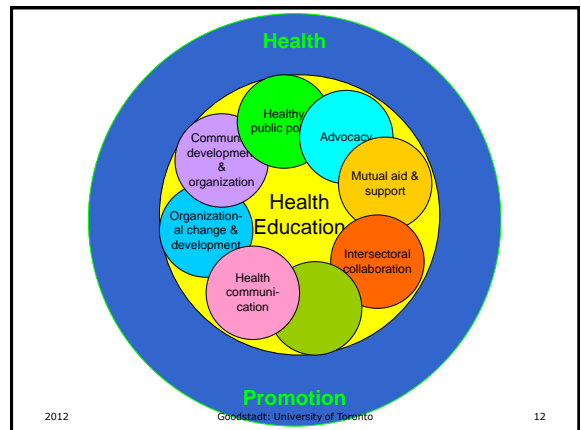 Health
Healthy
public po
Advocacy
Commun
development
&
organization
Mutual aid &
support
Health
Education
Organization-
al change &
development
Intersectoral
collaboration
Health
communi-
cation
Promotion
2012
Goodstadt: University of Toronto
12